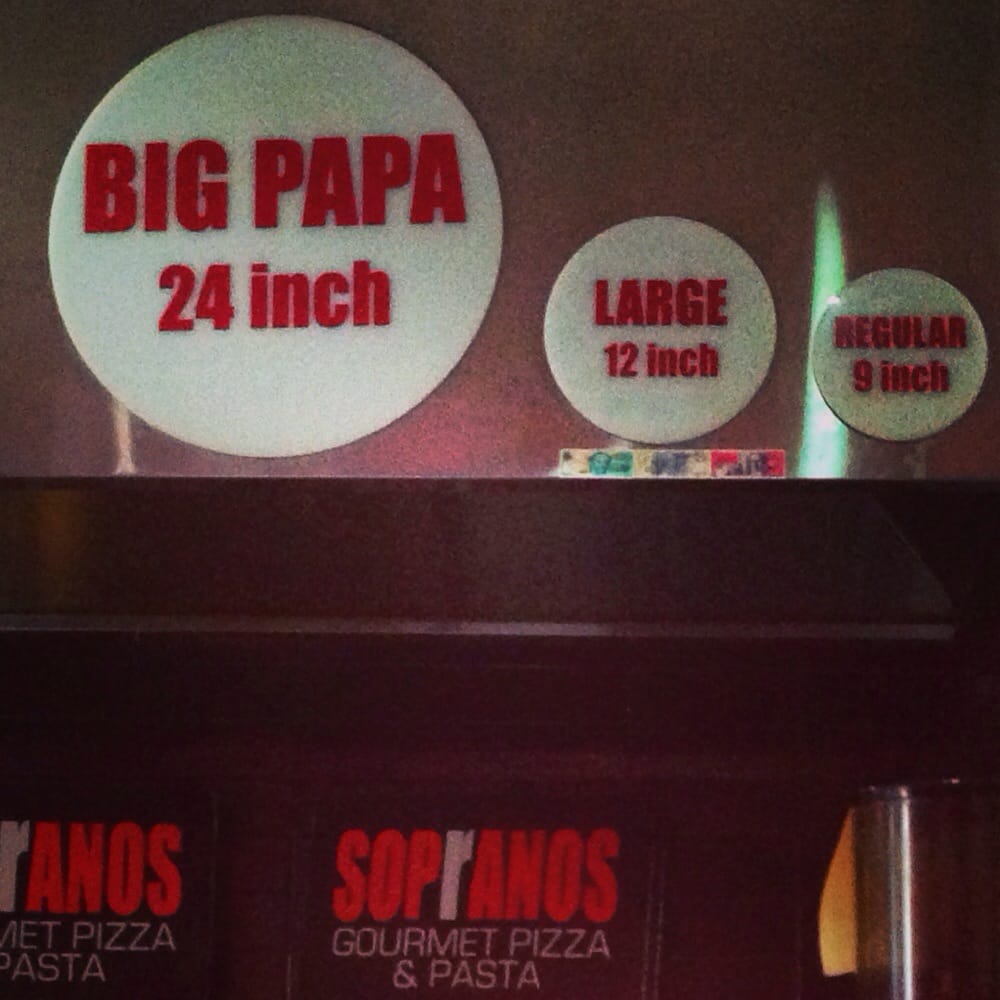 BIG PAPA
24 inch
LARGE
12 inch
REGULAR
9 inch
rANOS
MET PIZZA
PASTA
SOPrANOS
GOURMET PIZZA
& PASTA